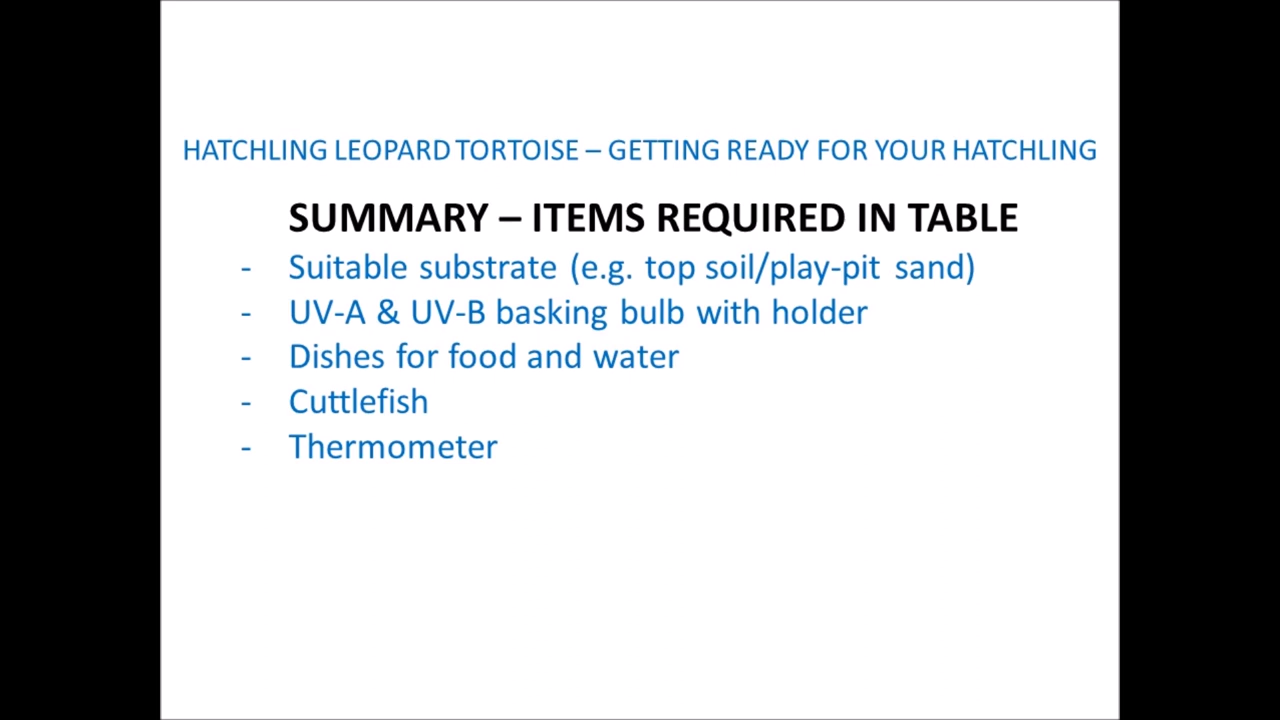 HATCHLING LEOPARD TORTOISE – GETTING READY FOR YOUR HATCHLING
SUMMARY – ITEMS REQUIRED IN TABLE
- Suitable substrate (e.g. top soil/play-pit sand)
- UV-A & UV-B basking bulb with holder
- Dishes for food and water
- Cuttlefish
- Thermometer